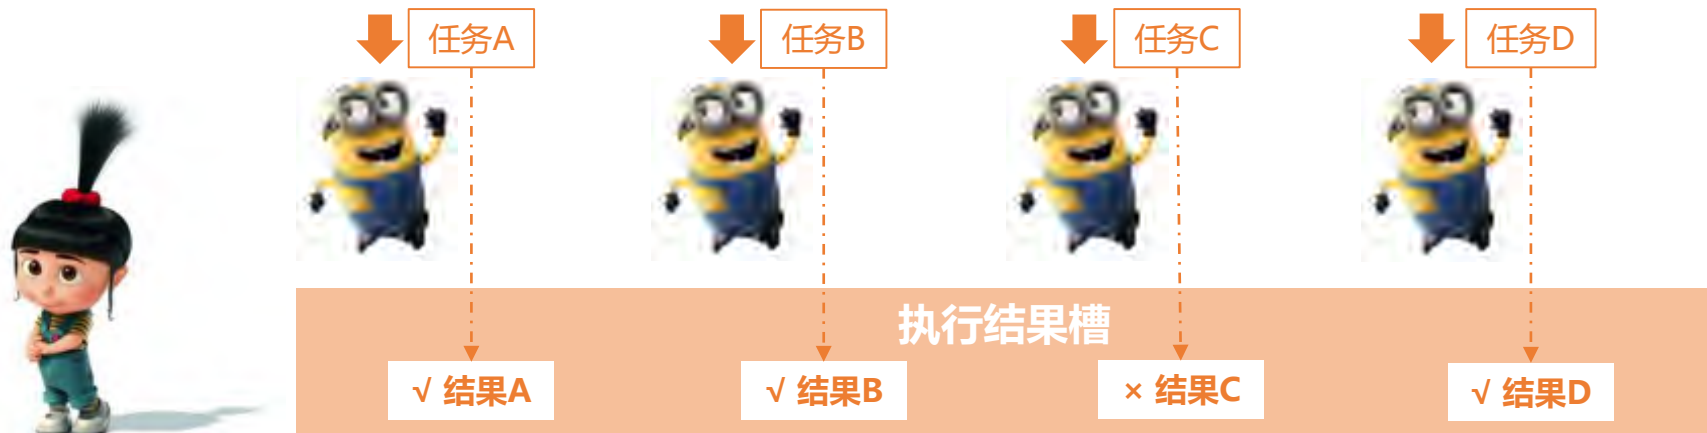 任务A
任务B
任务C
任务D
执行结果槽
√ 结果A
√ 结果B
× 结果C
√ 结果D